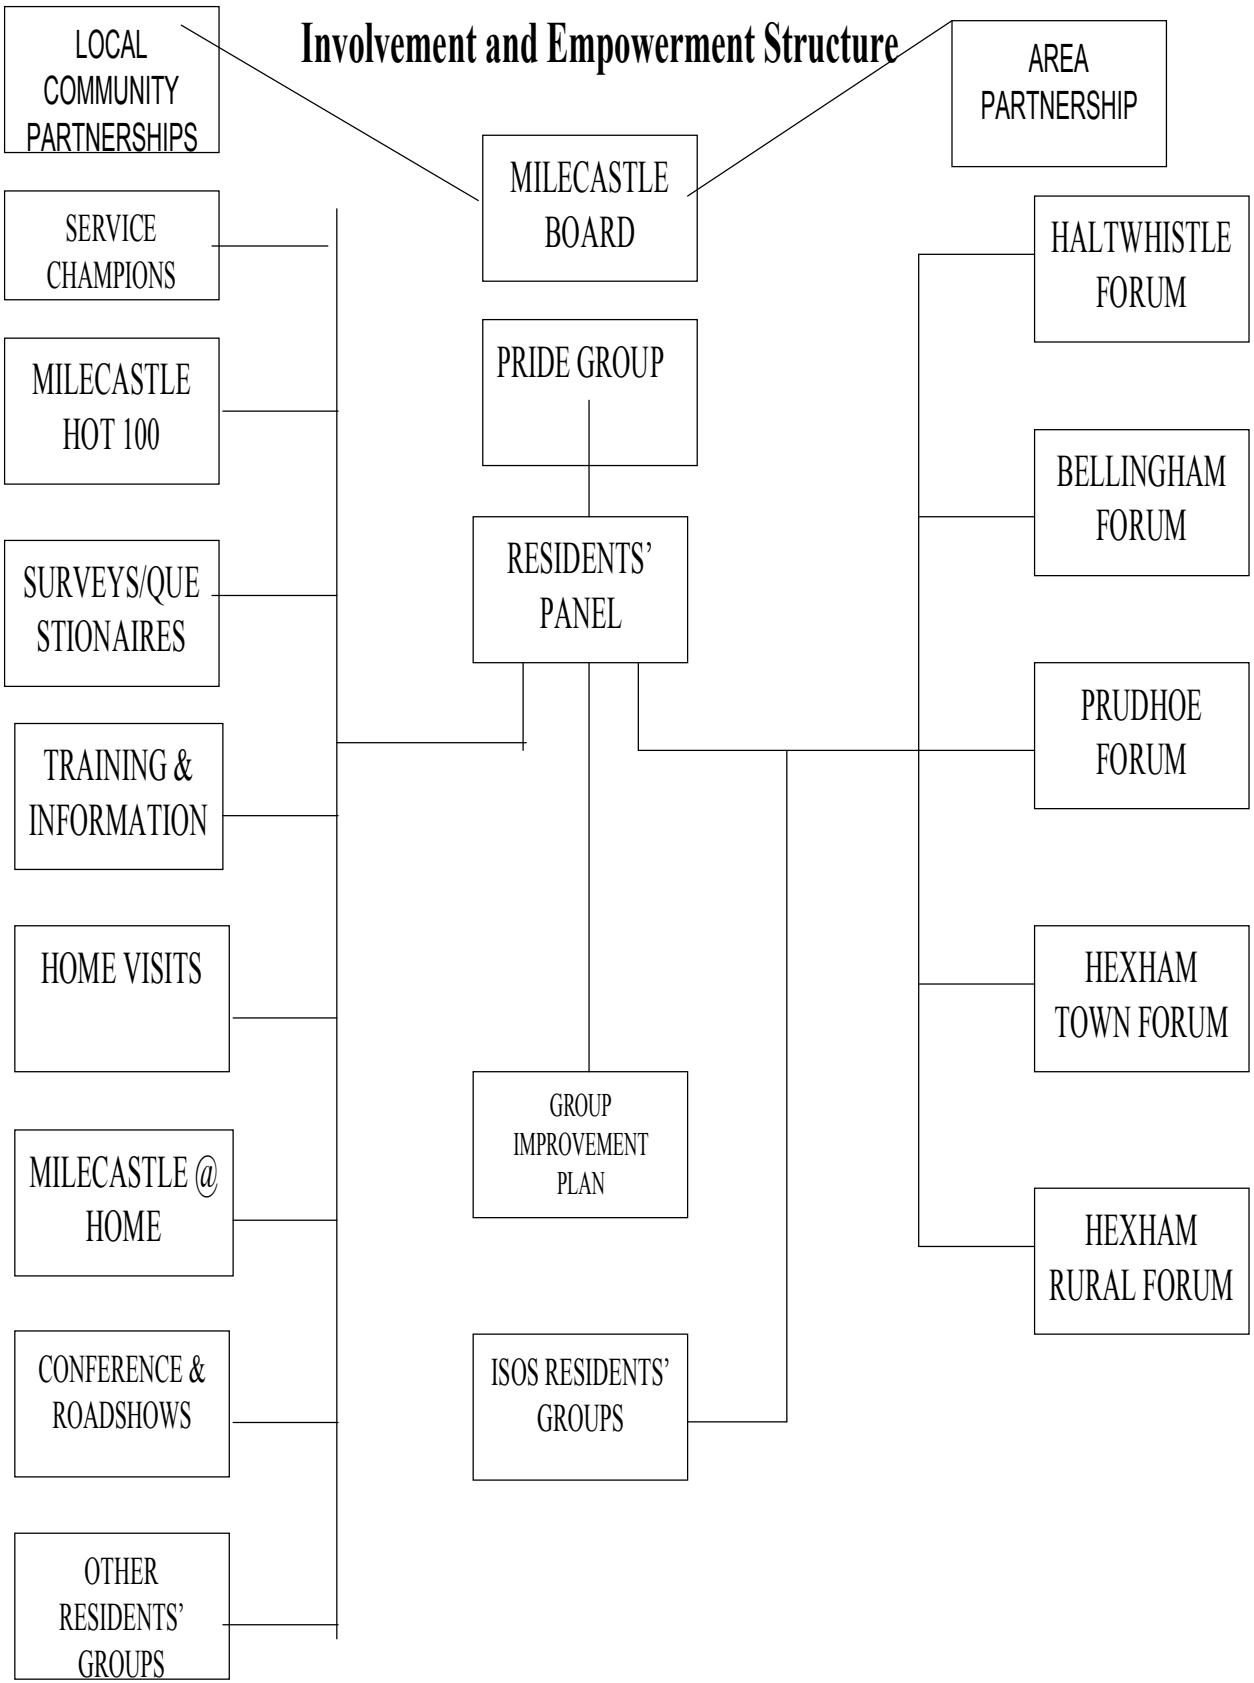 Involvement and Empowerment Structure
LOCAL
COMMUNITY
PARTNERSHIPS
AREA
PARTNERSHIP
MILECASTLE
BOARD
SERVICE
CHAMPIONS
MILECASTLE
HOT 100
SURVEYS/QUE
STIONAIRES
TRAINING &
INFORMATION
HOME VISITS
MILECASTLE @
HOME
CONFERENCE &
ROADSHOWS
OTHER
RESIDENTS’
GROUPS
PRIDE GROUP
RESIDENTS’
PANEL
GROUP
IMPROVEMENT
PLAN
ISOS RESIDENTS’
GROUPS
HALTWHISTLE
FORUM
BELLINGHAM
FORUM
PRUDHOE
FORUM
HEXHAM
TOWN FORUM
HEXHAM
RURAL FORUM